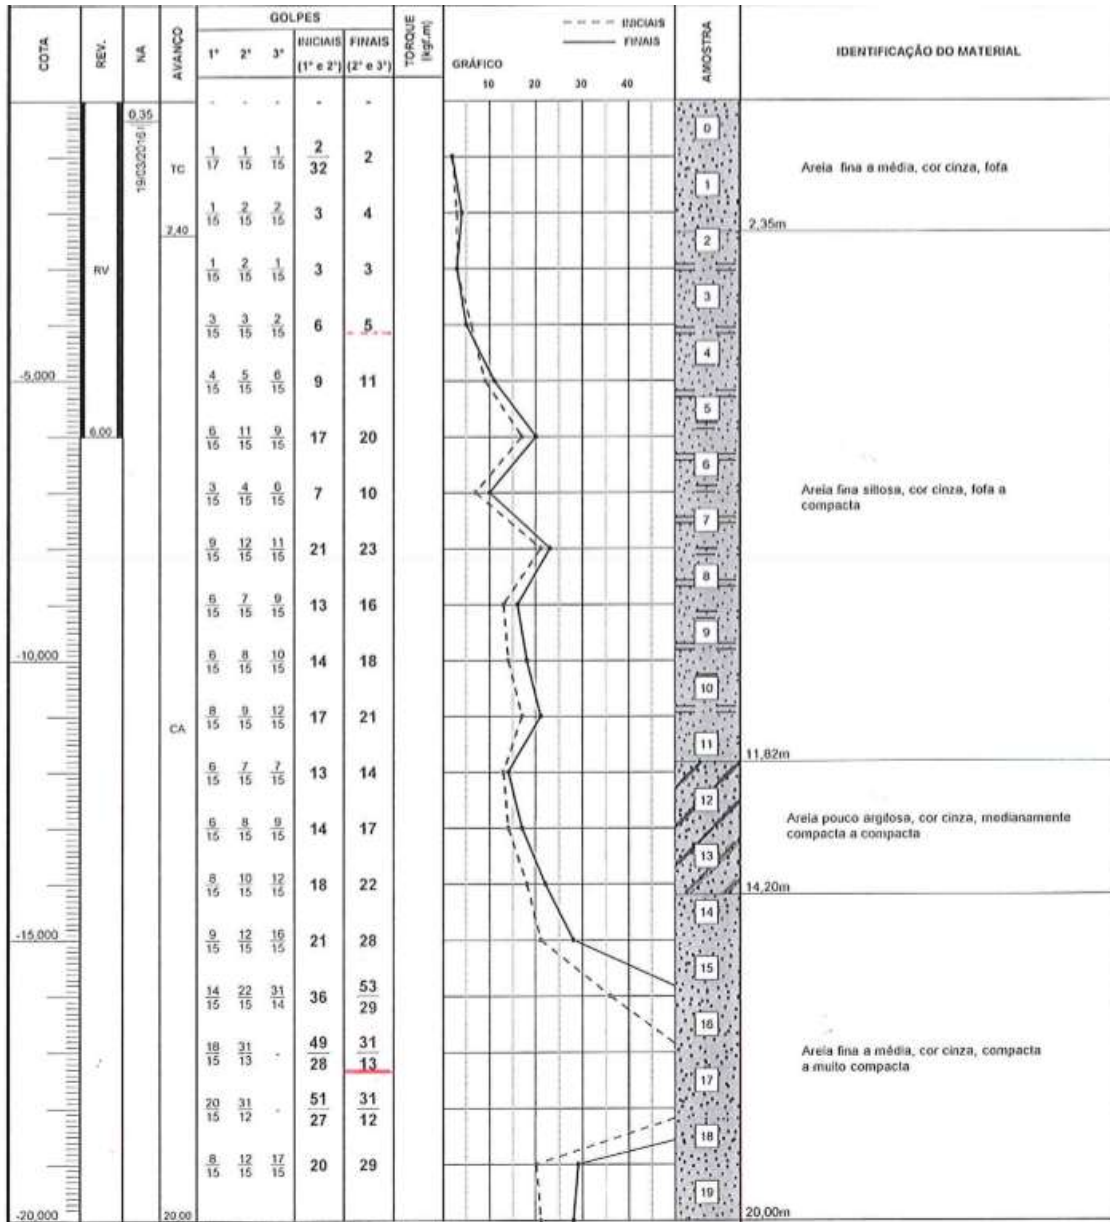 COTA REV. NA AVANÇO GOLPES TORQUE (kgf.m) GRÁFICO AMOSTRA IDENTIFICAÇÃO DO MATERIAL
1ª 2ª 3ª INICIAIS (1ª e 2ª) FINAIS (2ª e 3ª)
INICIAIS
FINAIS
10 20 30 40
- - - - -
0,35
19/03/2016
TC
2,40
RV
6,00
CA
20.00
-5,000
-10,000
-15,000
-20,000
1/17 1/15 1/15 2/32 2
1/15 2/15 2/15 3 4
1/15 2/15 1/15 3 3
3/15 3/15 2/15 6 5
4/15 5/15 6/15 9 11
6/15 11/15 9/15 17 20
3/15 4/15 6/15 7 10
9/15 12/15 11/15 21 23
6/15 7/15 9/15 13 16
6/15 8/15 10/15 14 18
8/15 9/15 12/15 17 21
6/15 7/15 7/15 13 14
6/15 8/15 9/15 14 17
8/15 10/15 12/15 18 22
9/15 12/15 16/15 21 28
14/15 22/15 31/14 36 53/29
18/15 31/13 - 49/28 31/13
20/15 31/12 - 51/27 31/12
8/15 12/15 17/15 20 29
0
1
2
3
4
5
6
7
8
9
10
11
12
13
14
15
16
17
18
19
Areia fina a média, cor cinza, fofa
2,35m
Areia fina siltosa, cor cinza, fofa a
compacta
11,82m
Areia pouco argilosa, cor cinza, medianamente
compacta a compacta
14,20m
Areia fina a média, cor cinza, compacta
a muito compacta
20,00m